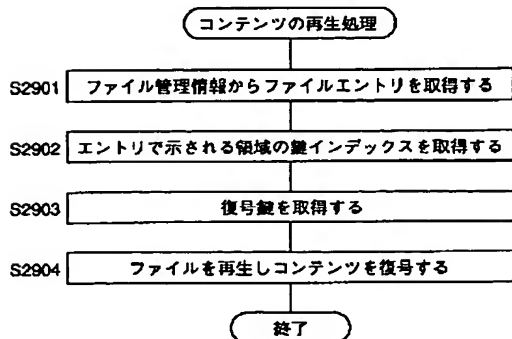 コンテンツの再生処理
S2901 ファイル管理情報からファイルエントリを取得する
S2902 エントリで示される領域の鍵インデックスを取得する
S2903 復号鍵を取得する
S2904 ファイルを再生しコンテンツを復号する
終了